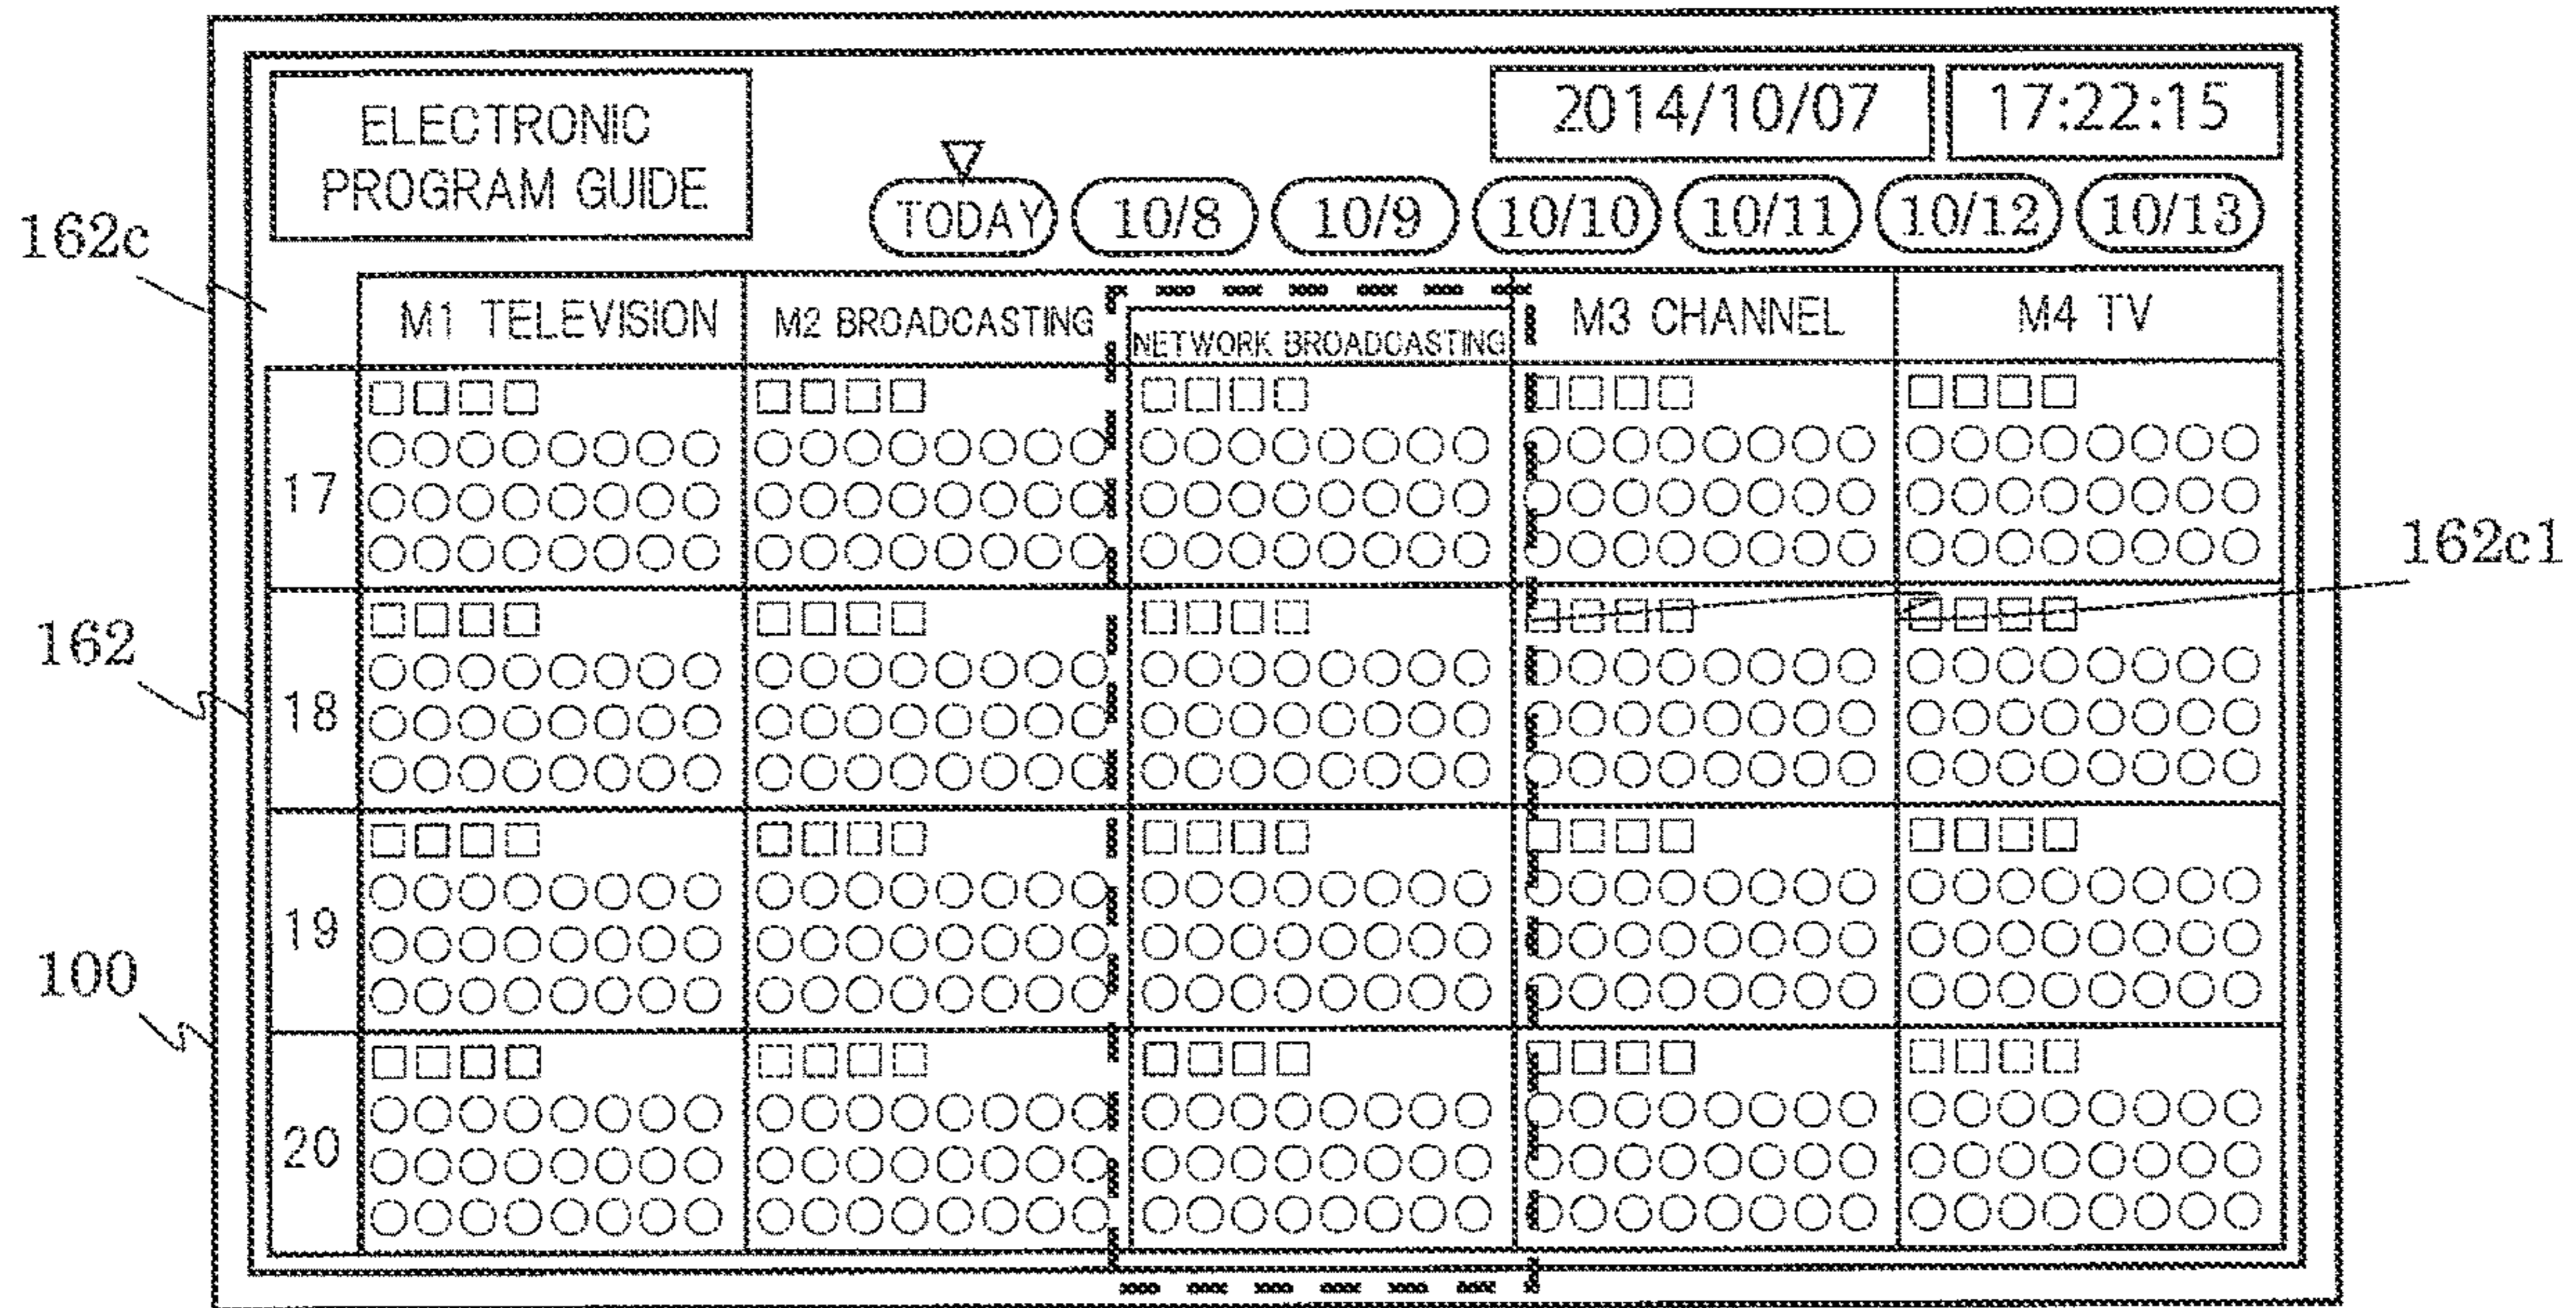 ELECTRONIC
PROGRAM GUIDE
2014/10/07 17:22:15
TODAY 10/8 10/9 10/10 10/11 10/12 10/13
162c
M1 TELEVISION M2 BROADCASTING NETWORK BROADCASTING M3 CHANNEL M4 TV
□□□□ □□□□ □□□□ □□□□ □□□□
○○○○○○○○ ○○○○○○○○ ○○○○○○○○ ○○○○○○○○ ○○○○○○○○
17 ○○○○○○○○ ○○○○○○○○ ○○○○○○○○ ○○○○○○○○ ○○○○○○○○
○○○○○○○○ ○○○○○○○○ ○○○○○○○○ ○○○○○○○○ ○○○○○○○○
162c1
□□□□ □□□□ □□□□ □□□□ □□□□
162
○○○○○○○○ ○○○○○○○○ ○○○○○○○○ ○○○○○○○○ ○○○○○○○○
18 ○○○○○○○○ ○○○○○○○○ ○○○○○○○○ ○○○○○○○○ ○○○○○○○○
○○○○○○○○ ○○○○○○○○ ○○○○○○○○ ○○○○○○○○ ○○○○○○○○
□□□□ □□□□ □□□□ □□□□ □□□□
○○○○○○○○ ○○○○○○○○ ○○○○○○○○ ○○○○○○○○ ○○○○○○○○
19 ○○○○○○○○ ○○○○○○○○ ○○○○○○○○ ○○○○○○○○ ○○○○○○○○
100
○○○○○○○○ ○○○○○○○○ ○○○○○○○○ ○○○○○○○○ ○○○○○○○○
□□□□ □□□□ □□□□ □□□□ □□□□
○○○○○○○○ ○○○○○○○○ ○○○○○○○○ ○○○○○○○○ ○○○○○○○○
20 ○○○○○○○○ ○○○○○○○○ ○○○○○○○○ ○○○○○○○○ ○○○○○○○○
○○○○○○○○ ○○○○○○○○ ○○○○○○○○ ○○○○○○○○ ○○○○○○○○